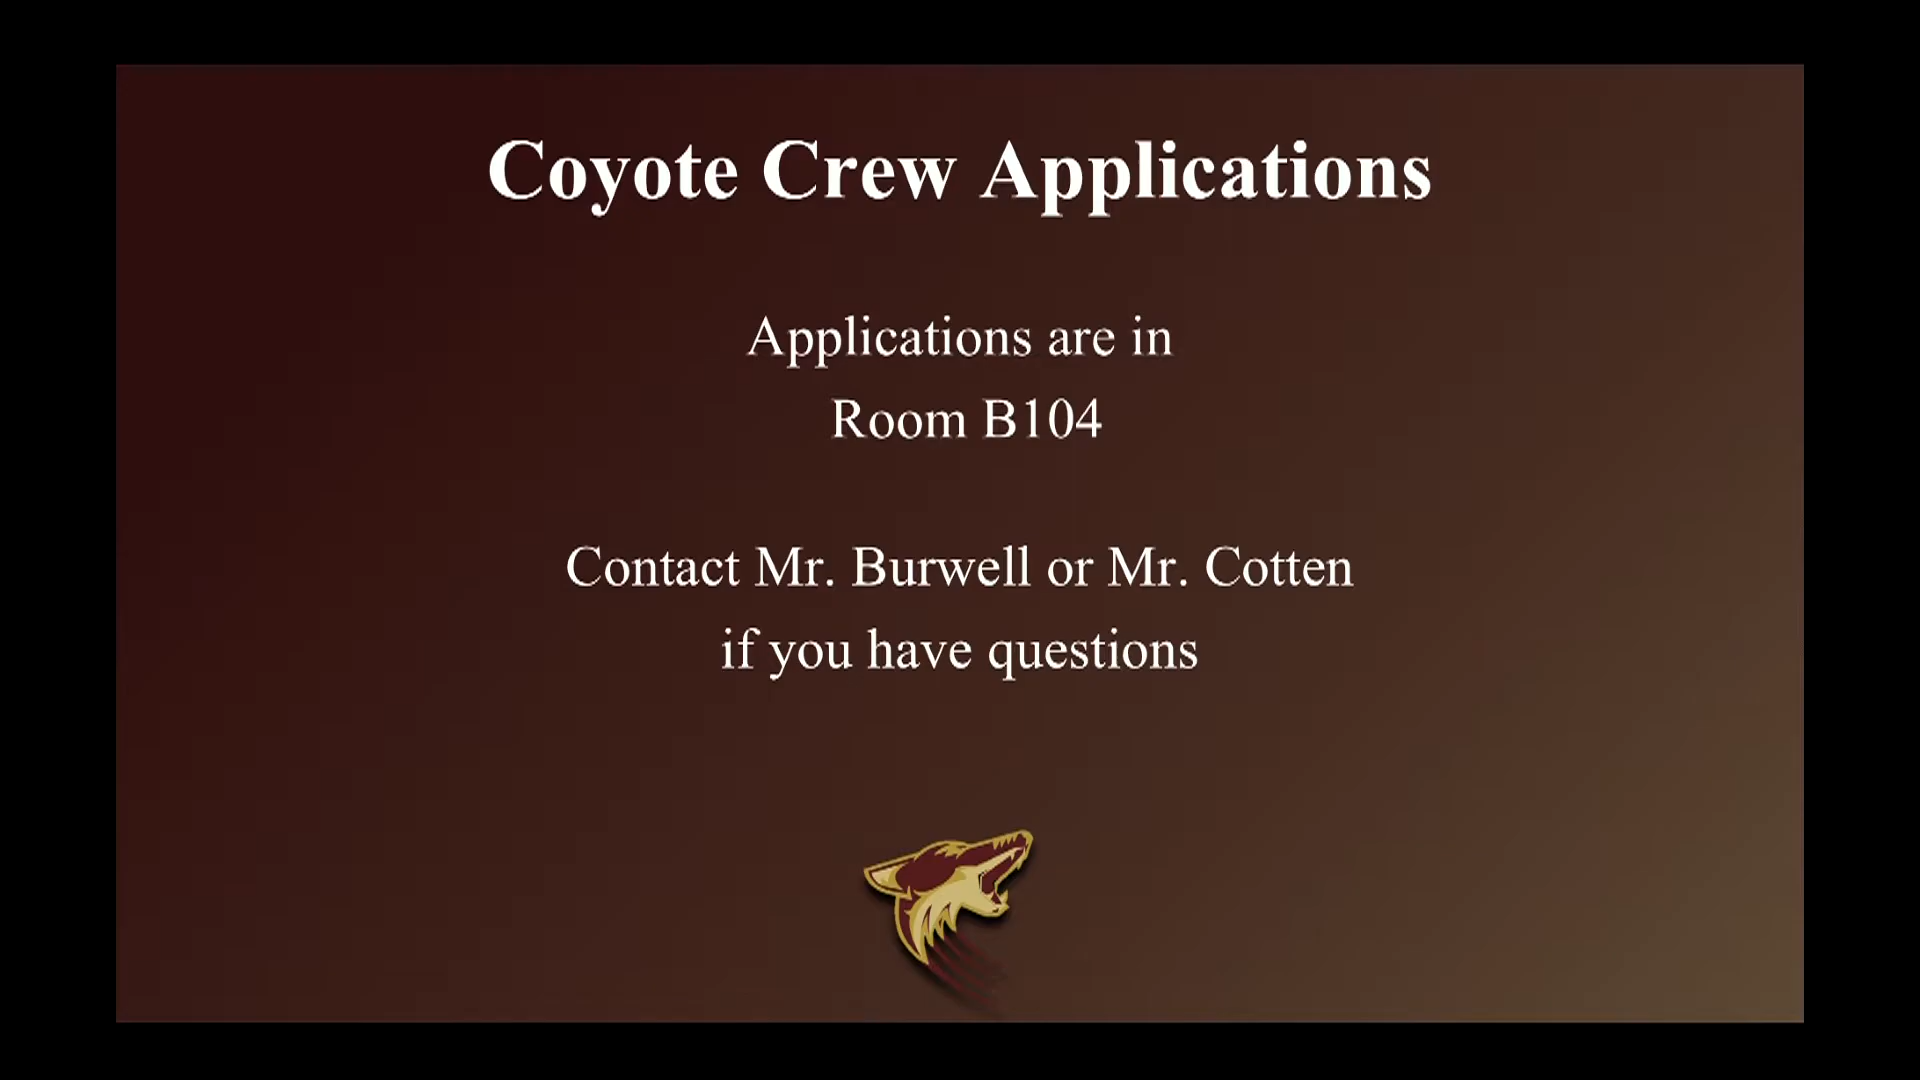 Coyote Crew Applications
Applications are in
Room B104
Contact Mr. Burwell or Mr. Cotten
if you have questions